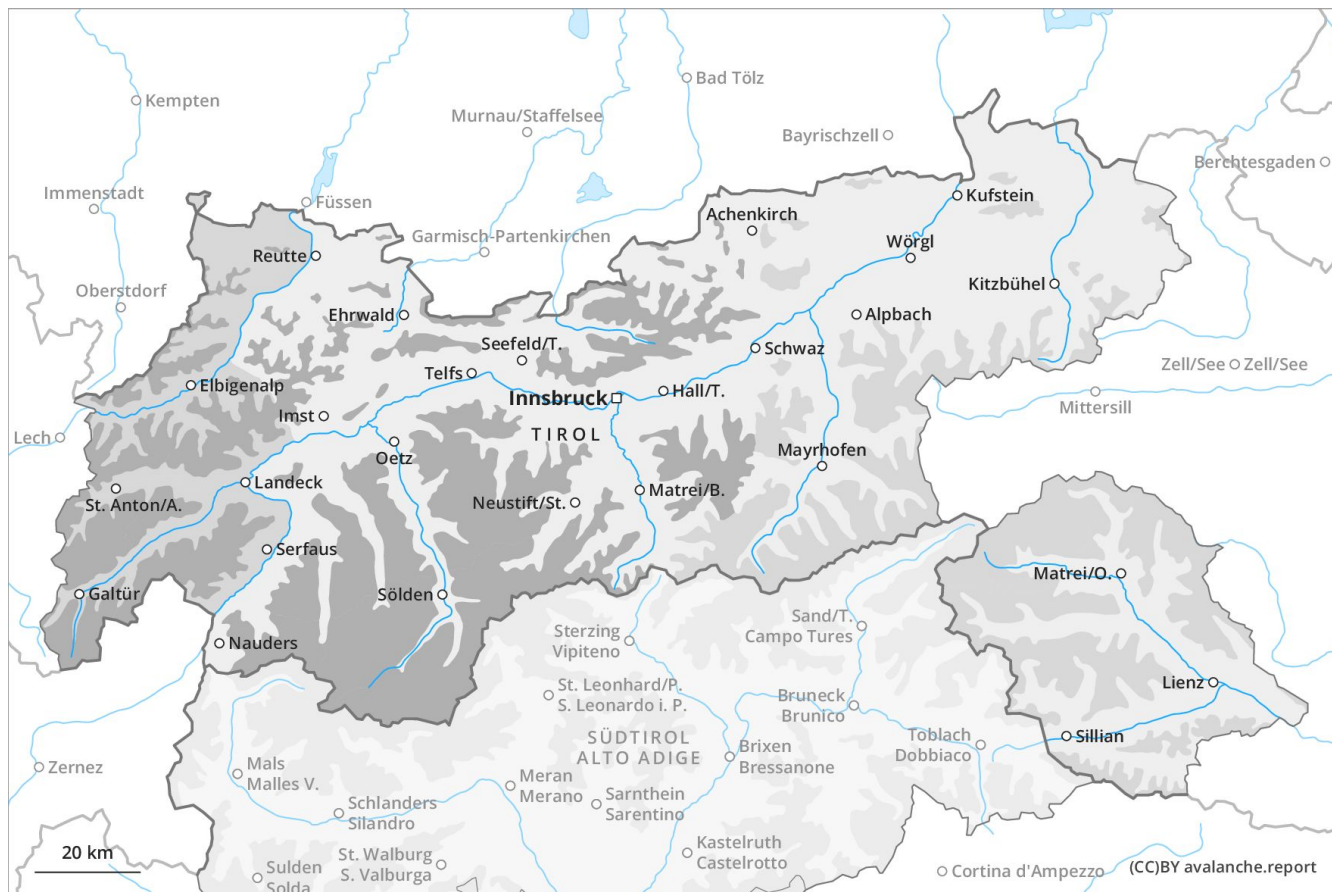 Kempten
Bad Tölz
Murnau/Staffelsee
Bayrischzell
Berchtesgaden
Immenstadt
Füssen
Kufstein
Achenkirch
Garmisch-Partenkirchen
Wörgl
Reutte
Oberstdorf
Kitzbühel
Ehrwald
Alpbach
Seefeld/T.
Schwaz
Zell/See
Zell/See
Telfs
Elbigenalp
Hall/T.
Innsbruck
Mittersill
Imst
TIROL
Lech
Oetz
Mayrhofen
Landeck
Matrei/B.
St. Anton/A.
Neustift/St.
Serfaus
Matrei/O.
Galtür
Sölden
Sand/T.
Campo Tures
Nauders
Sterzing
Vipiteno
Lienz
St. Leonhard/P.
S. Leonardo i. P.
Bruneck
Brunico
SÜDTIROL
ALTO ADIGE
Sillian
Toblach
Dobbiaco
Brixen
Bressanone
Zernez
Mals
Malles V.
Meran
Merano
Sarnthein
Sarentino
Schlanders
Silandro
Kastelruth
Castelrotto
20 km
St. Walburg
S. Valburga
Sulden
Solda
Cortina d'Ampezzo
(CC)BY avalanche.report